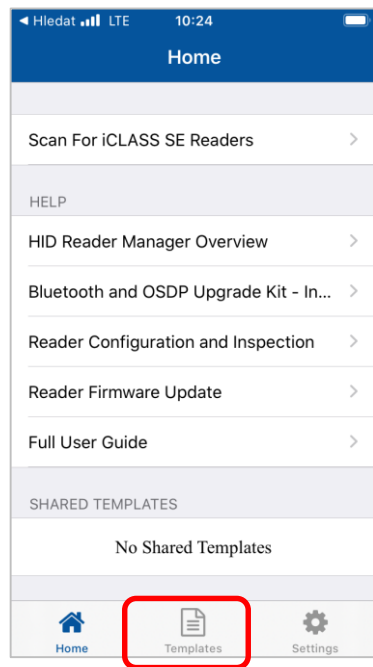 ◀ Hledat LTE 10:24
Home
Scan For iCLASS SE Readers
HELP
HID Reader Manager Overview
Bluetooth and OSDP Upgrade Kit - In...
Reader Configuration and Inspection
Reader Firmware Update
Full User Guide
SHARED TEMPLATES
No Shared Templates
Home Templates Settings